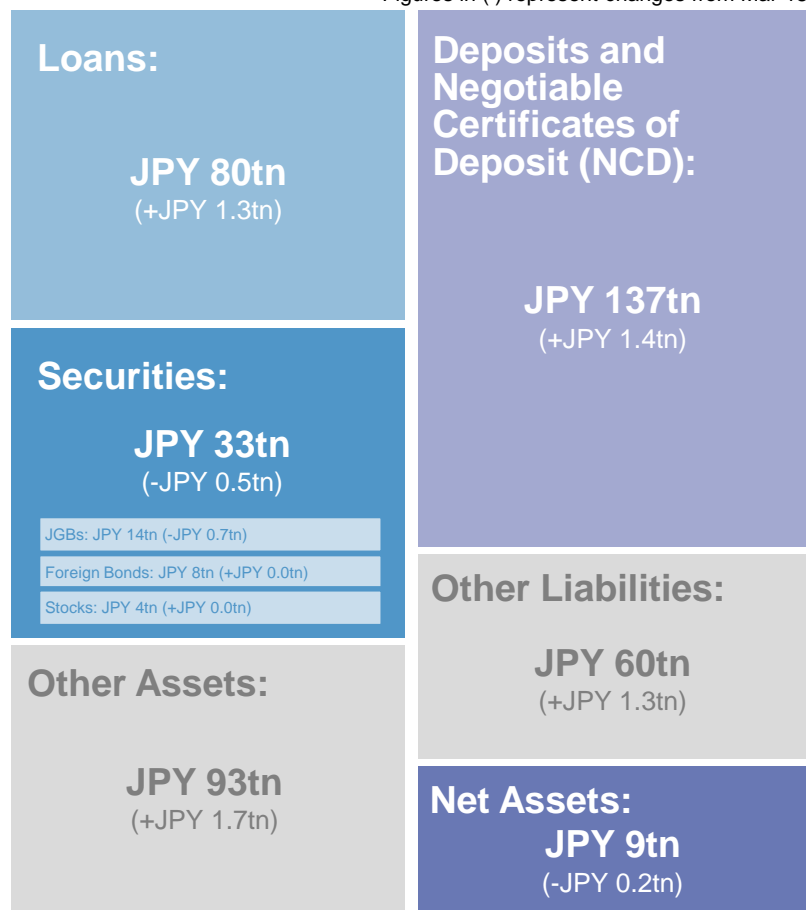 Loans:
JPY 80tn
(+JPY 1.3tn)
Securities:
JPY 33tn
(-JPY 0.5tn)
JGBs: JPY 14tn (-JPY 0.7tn)
Foreign Bonds: JPY 8tn (+JPY 0.0tn)
Stocks: JPY 4tn (+JPY 0.0tn)
Other Assets:
JPY 93tn
(+JPY 1.7tn)
Deposits and
Negotiable
Certificates of
Deposit (NCD):
JPY 137tn
(+JPY 1.4tn)
Other Liabilities:
JPY 60tn
(+JPY 1.3tn)
Net Assets:
JPY 9tn
(-JPY 0.2tn)